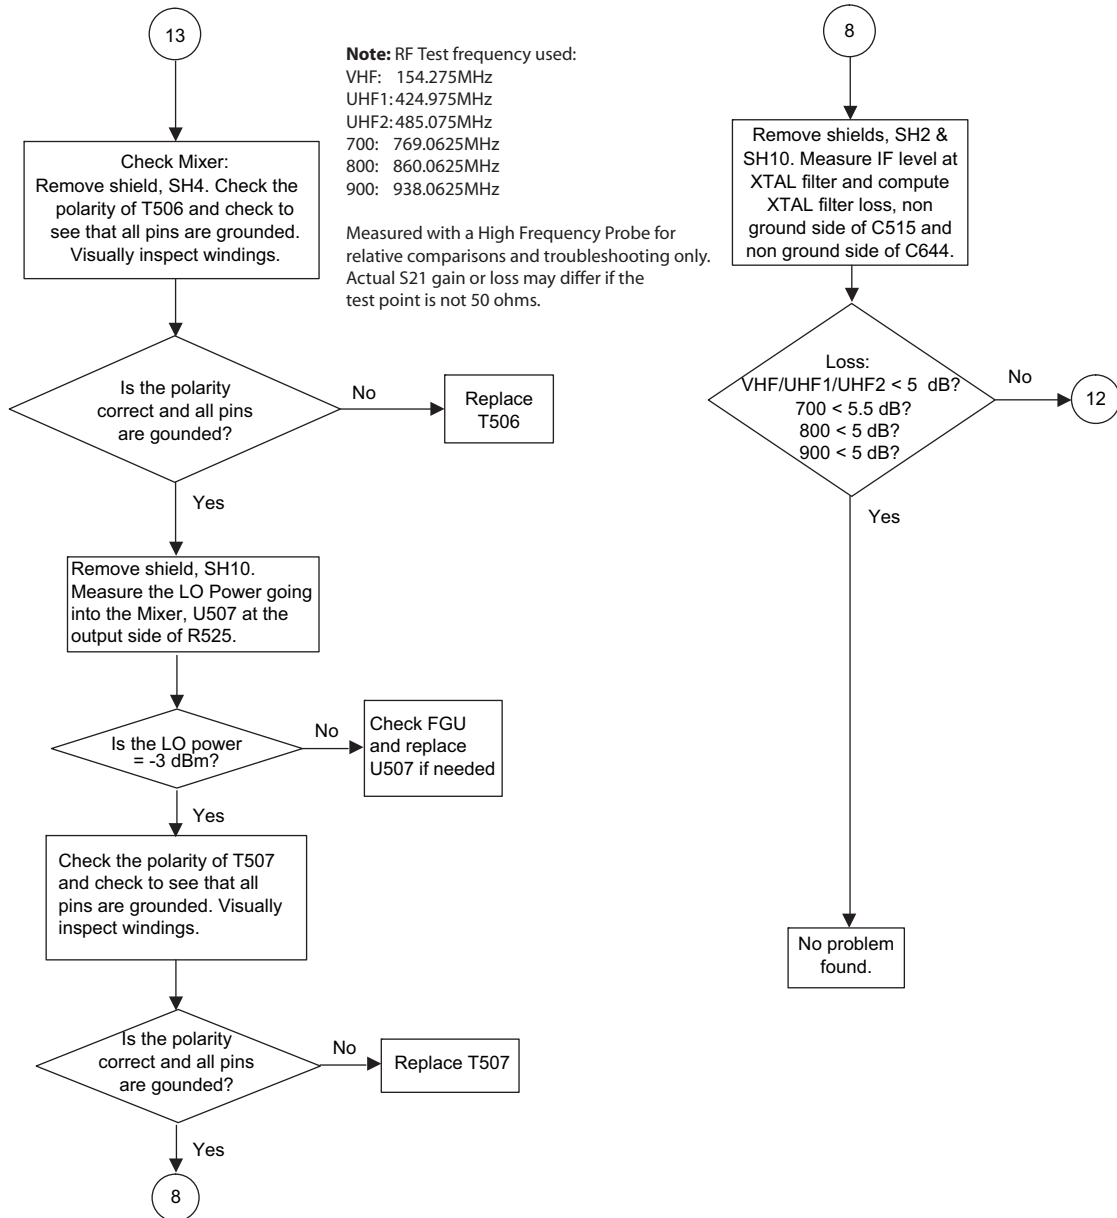 13
Note: RF Test frequency used:
VHF: 154.275MHz
UHF1: 424.975MHz
UHF2: 485.075MHz
700: 769.0625MHz
800: 860.0625MHz
900: 938.0625MHz
Measured with a High Frequency Probe for
relative comparisons and troubleshooting only.
Actual S21 gain or loss may differ if the
test point is not 50 ohms.
Check Mixer:
Remove shield, SH4. Check the
polarity of T506 and check to
see that all pins are grounded.
Visually inspect windings.
Is the polarity
correct and all pins
are gounded?
No
Replace
T506
Yes
Remove shield, SH10.
Measure the LO Power going
into the Mixer, U507 at the
output side of R525.
Is the LO power
= -3 dBm?
No
Check FGU
and replace
U507 if needed
Yes
Check the polarity of T507
and check to see that all
pins are grounded. Visually
inspect windings.
Is the polarity
correct and all pins
are gounded?
No
Replace T507
Yes
8
8
Remove shields, SH2 &
SH10. Measure IF level at
XTAL filter and compute
XTAL filter loss, non
ground side of C515 and
non ground side of C644.
Loss:
VHF/UHF1/UHF2 < 5 dB?
700 < 5.5 dB?
800 < 5 dB?
900 < 5 dB?
No
12
Yes
No problem
found.